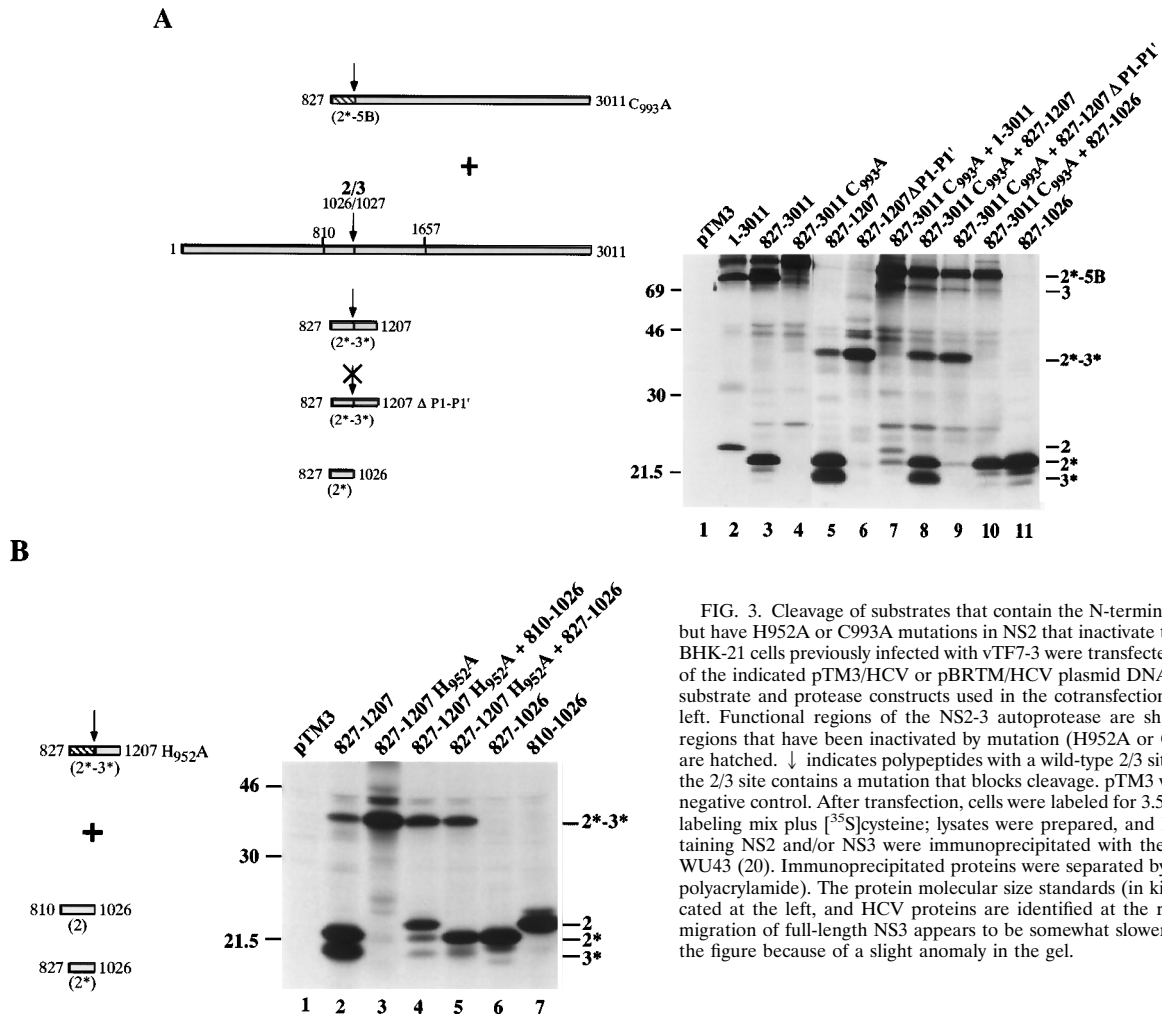 A
827
3011 C993A
(2*-5B)
+
2/3
1026/1027
810
1657
1
3011
827
1207
(2*-3*)
827
1207 Δ P1-P1'
(2*-3*)
827
1026
(2*)
pTM3
1-3011
827-3011
827-3011 C993A
827-1207
827-1207Δ P1-P1'
827-3011 C993A + 1-3011
827-3011 C993A + 827-1207
827-3011 C993A + 827-1207 Δ P1-P1'
827-3011 C993A + 827-1026
827-1026
69
46
30
21.5
2*-5B
3
2*-3*
2
2*
3*
1 2 3 4 5 6 7 8 9 10 11
B
827
1207 H952A
(2*-3*)
+
810
1026
(2)
827
1026
(2*)
pTM3
827-1207
827-1207 H952A
827-1207 H952A + 810-1026
827-1207 H952A + 827-1026
827-1026
810-1026
46
30
21.5
2*-3*
2
2*
3*
1 2 3 4 5 6 7
FIG. 3. Cleavage of substrates that contain the N-termin
but have H952A or C993A mutations in NS2 that inactivate t
BHK-21 cells previously infected with vTF7-3 were transfecte
of the indicated pTM3/HCV or pBRTM/HCV plasmid DNA
substrate and protease constructs used in the cotransfection
left. Functional regions of the NS2-3 autoprotease are sh
regions that have been inactivated by mutation (H952A or
are hatched. ↓ indicates polypeptides with a wild-type 2/3 sit
the 2/3 site contains a mutation that blocks cleavage. pTM3 w
negative control. After transfection, cells were labeled for 3.5
labeling mix plus [35S]cysteine; lysates were prepared, and
taining NS2 and/or NS3 were immunoprecipitated with the
WU43 (20). Immunoprecipitated proteins were separated by
polyacrylamide). The protein molecular size standards (in ki
cated at the left, and HCV proteins are identified at the r
migration of full-length NS3 appears to be somewhat slower
the figure because of a slight anomaly in the gel.